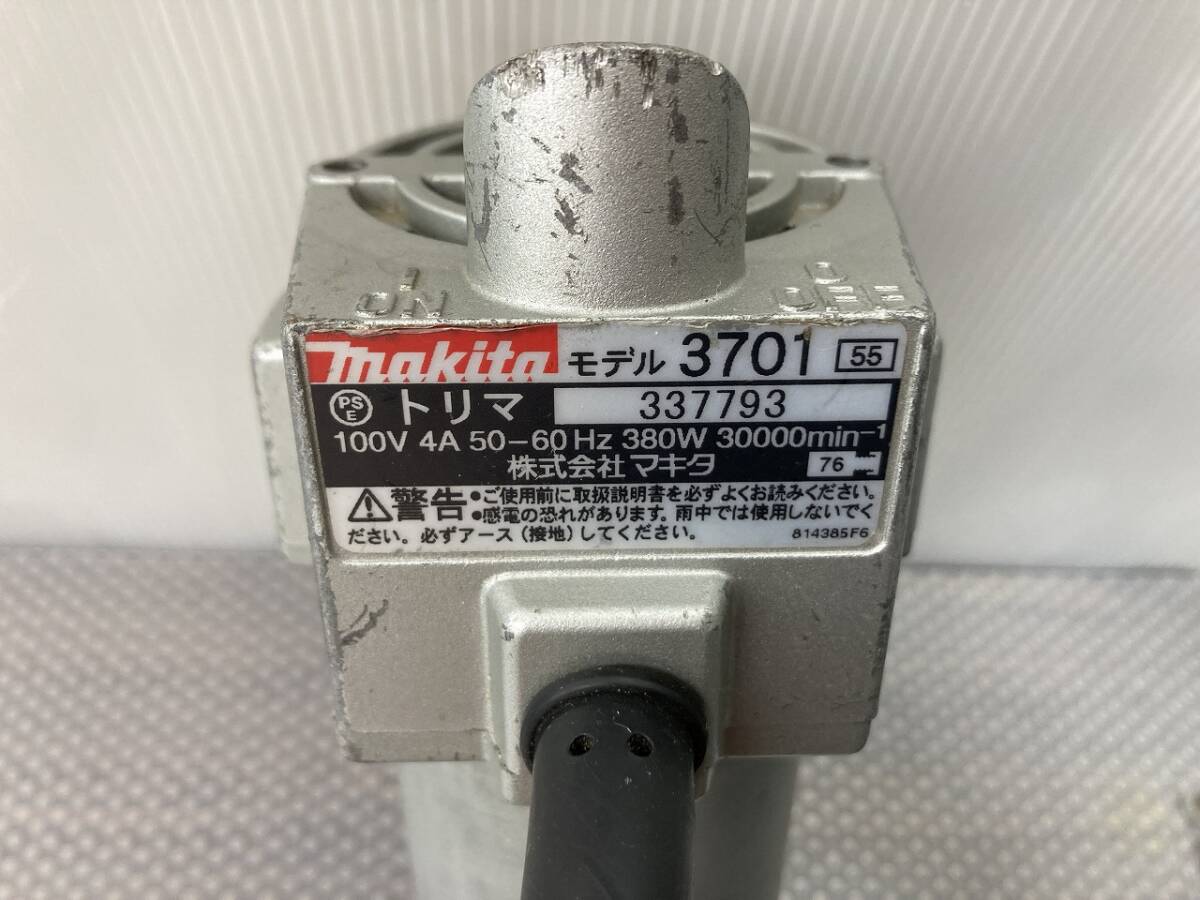 I
ON
O
OFF
makita モデル 3701 55
PSE トリマ 337793
100V 4A 50-60Hz 380W 30000min⁻¹
株式会社マキタ 76
警告 •ご使用前に取扱説明書を必ずよくお読みください。
•感電の恐れがあります。雨中では使用しないでく
ださい。必ずアース(接地)してください。 814385F6